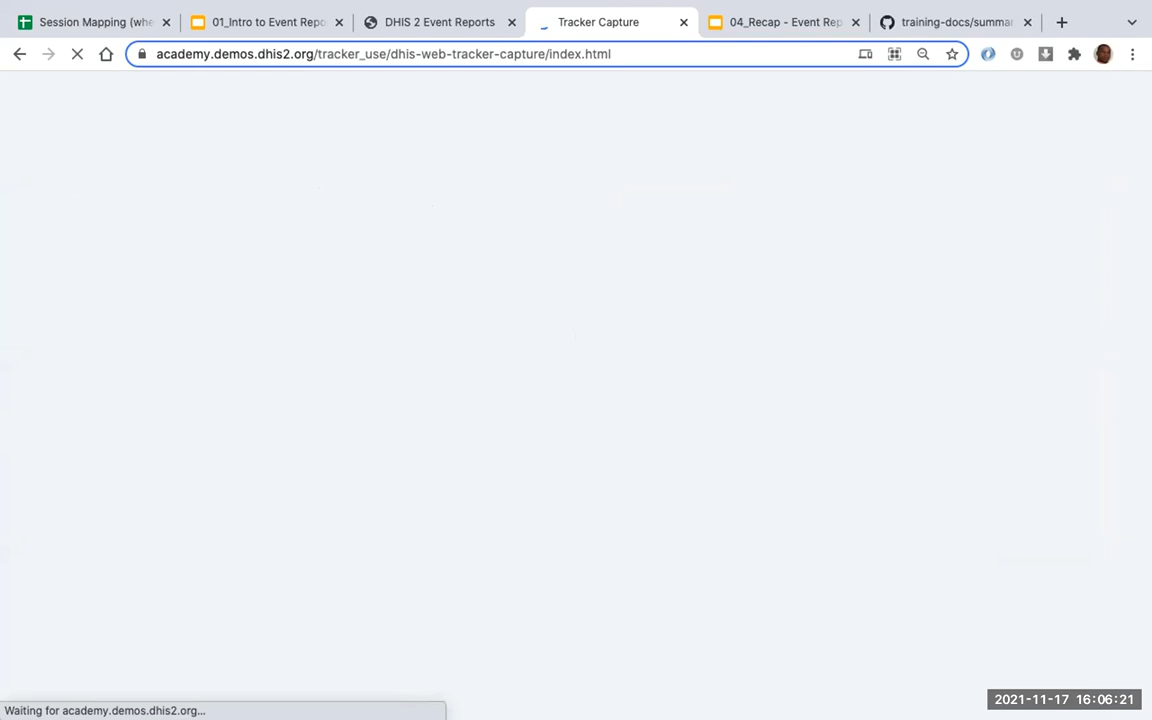 Session Mapping (whe
01_Intro to Event Repo
DHIS 2 Event Reports
Tracker Capture
04_Recap - Event Rep
training-docs/summar
academy.demos.dhis2.org/tracker_use/dhis-web-tracker-capture/index.html
Waiting for academy.demos.dhis2.org...
2021-11-17 16:06:21